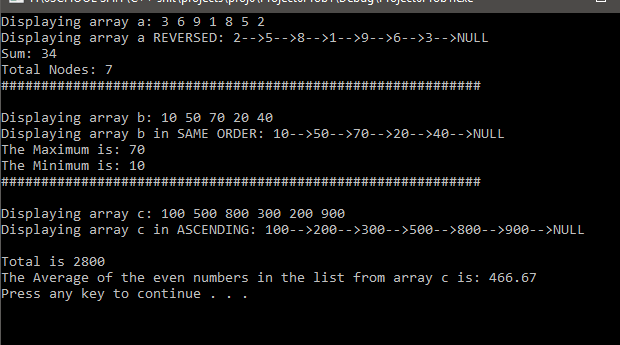 Displaying array a: 3 6 9 1 8 5 2
Displaying array a REVERSED: 2-->5-->8-->1-->9-->6-->3-->NULL
Sum: 34
Total Nodes: 7
############################################################
Displaying array b: 10 50 70 20 40
Displaying array b in SAME ORDER: 10-->50-->70-->20-->40-->NULL
The Maximum is: 70
The Minimum is: 10
############################################################
Displaying array c: 100 500 800 300 200 900
Displaying array c in ASCENDING: 100-->200-->300-->500-->800-->900-->NULL
Total is 2800
The Average of the even numbers in the list from array c is: 466.67
Press any key to continue . . .